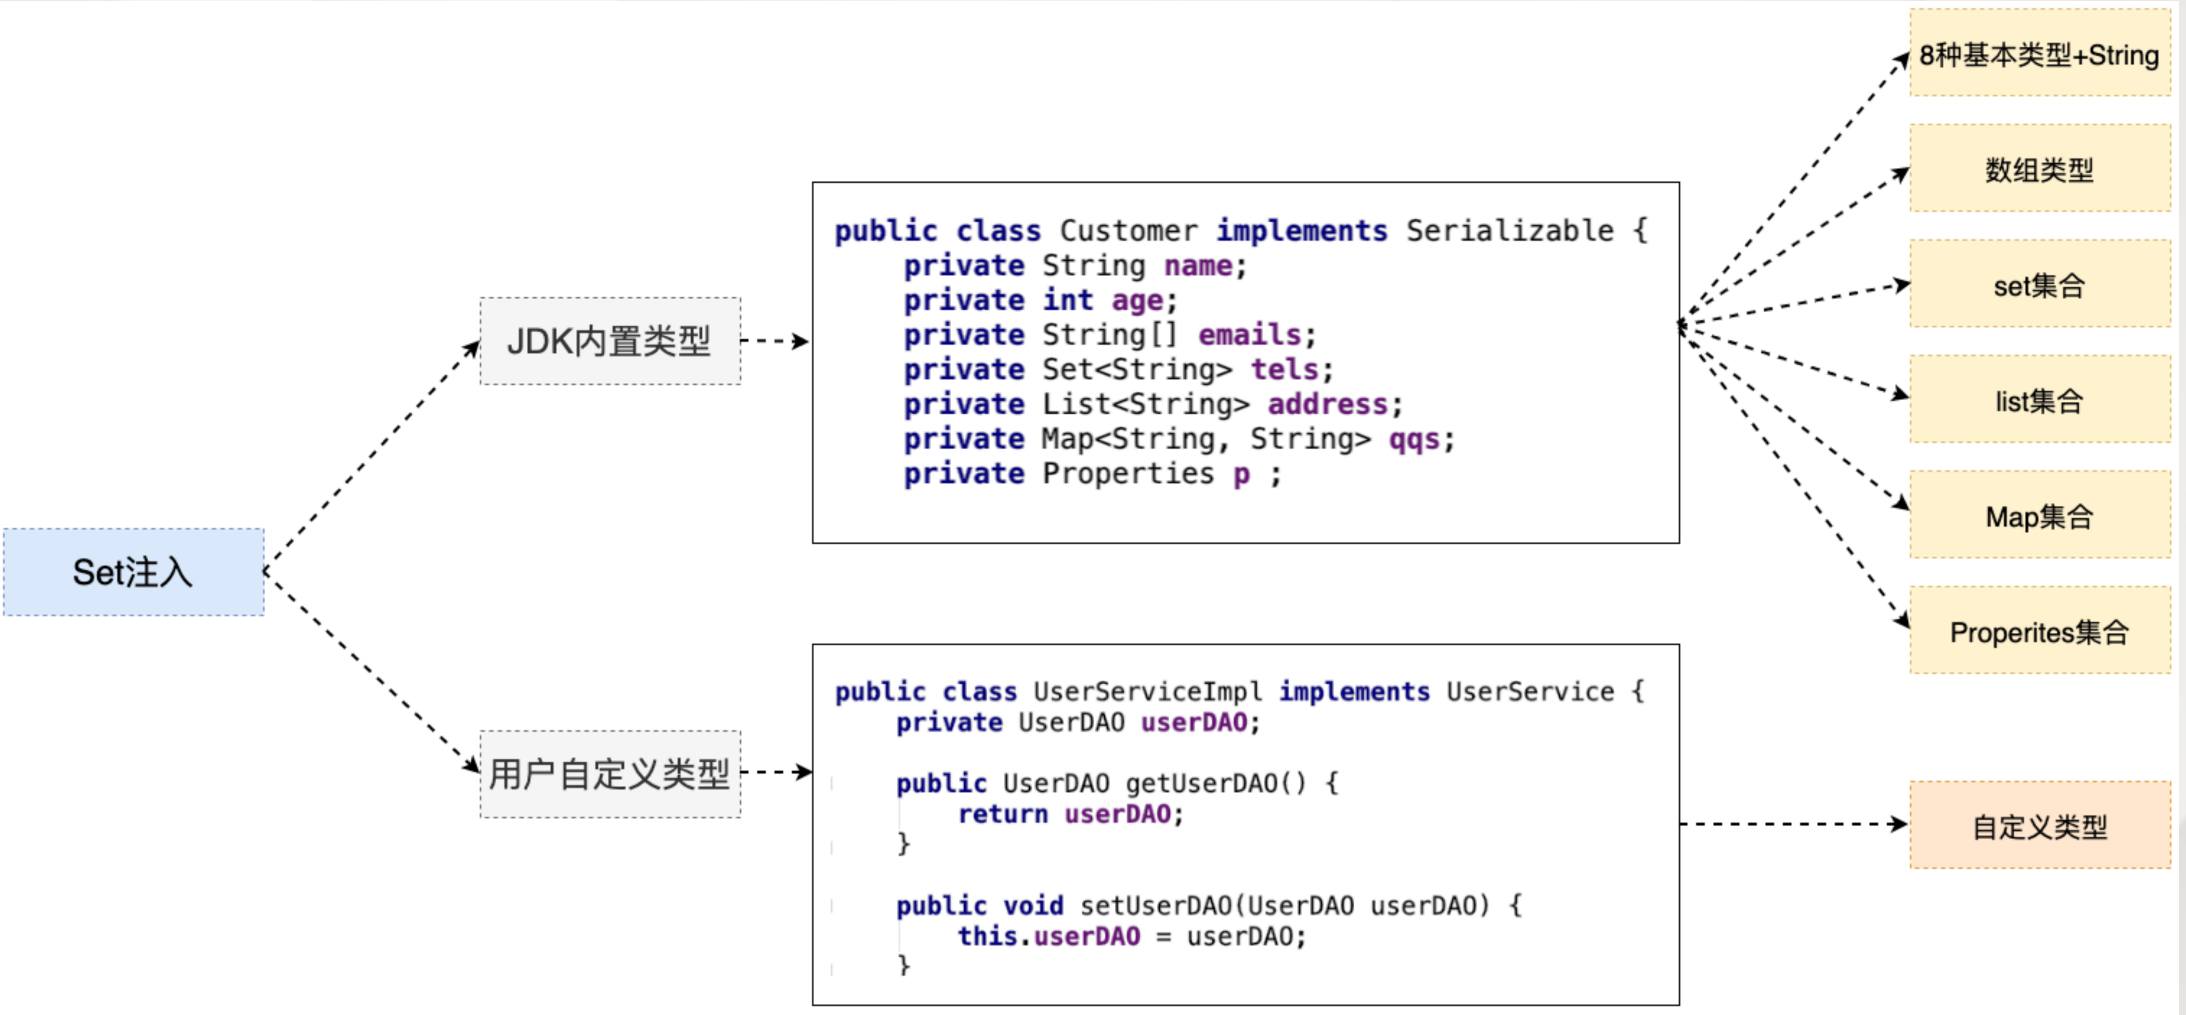 Set注入
JDK内置类型
public class Customer implements Serializable {
    private String name;
    private int age;
    private String[] emails;
    private Set<String> tels;
    private List<String> address;
    private Map<String, String> qqs;
    private Properties p ;
8种基本类型+String
数组类型
set集合
list集合
Map集合
Properites集合
用户自定义类型
public class UserServiceImpl implements UserService {
    private UserDAO userDAO;
    public UserDAO getUserDAO() {
        return userDAO;
    }
    public void setUserDAO(UserDAO userDAO) {
        this.userDAO = userDAO;
    }
自定义类型